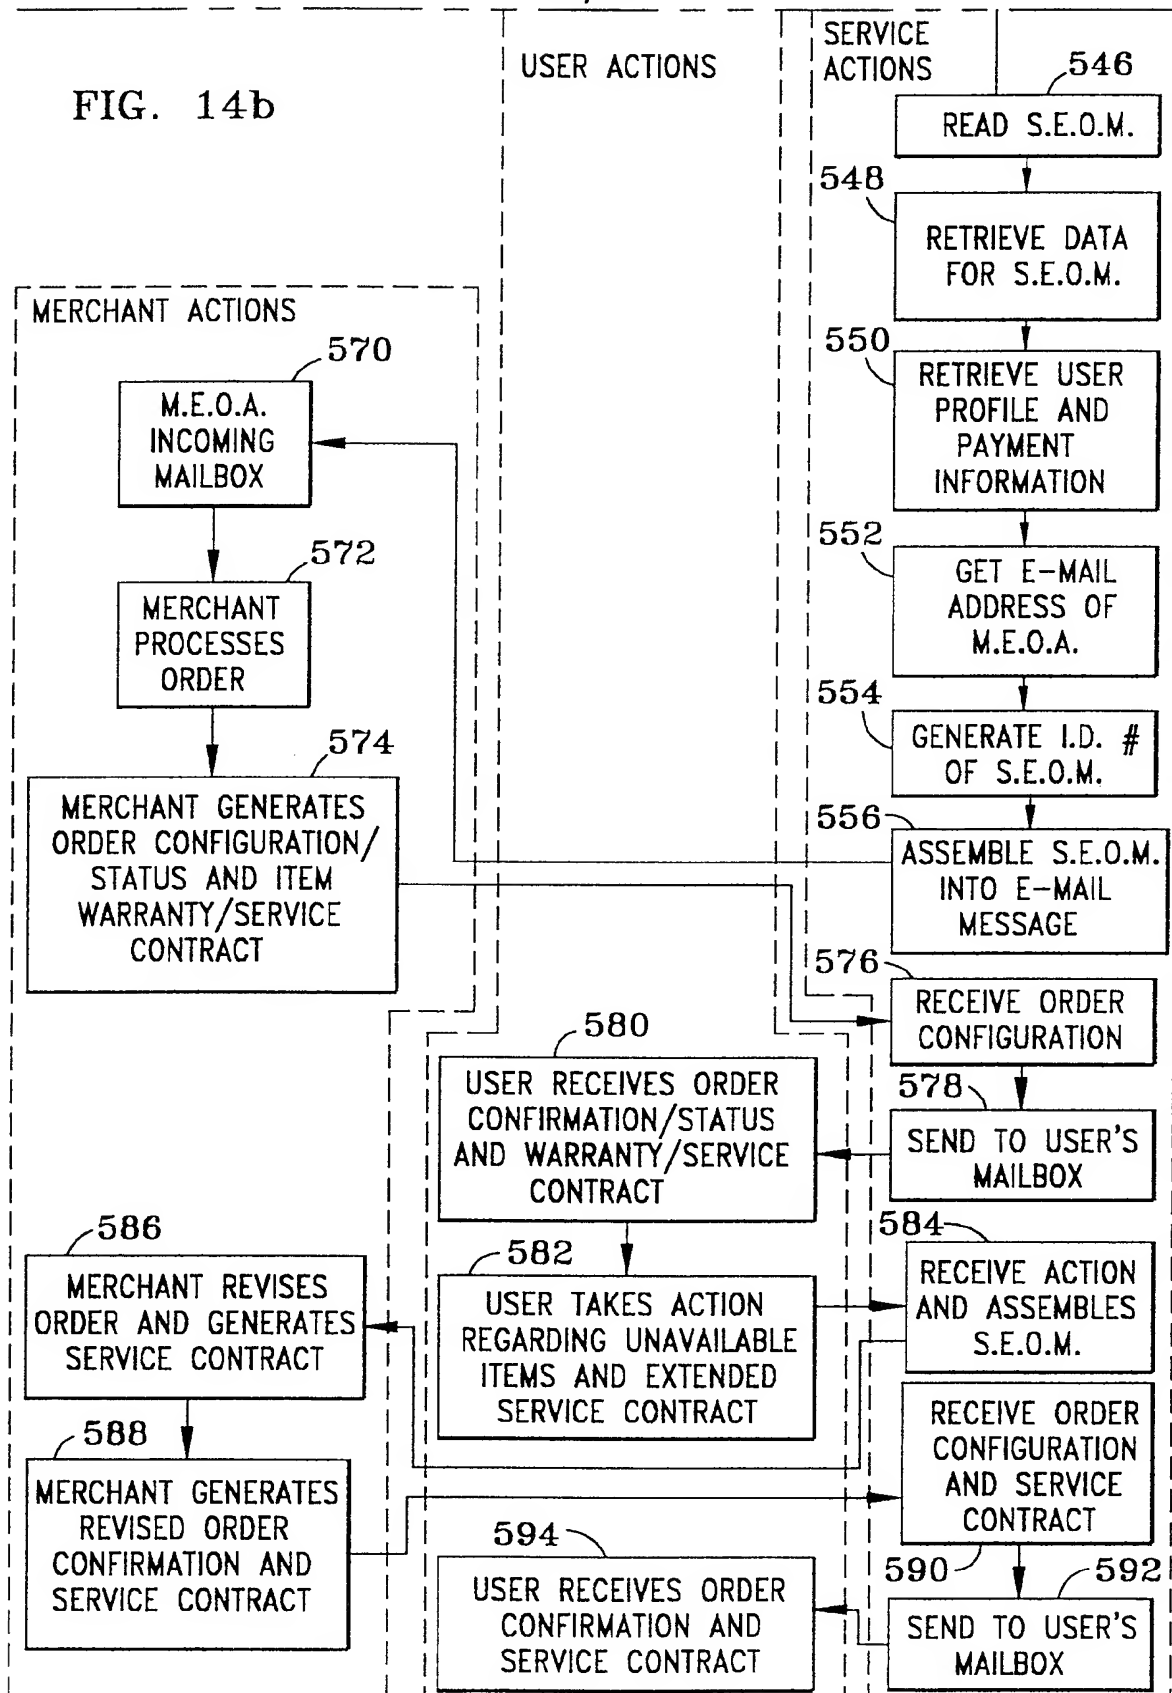 FIG. 14b
USER ACTIONS
SERVICE
ACTIONS
546
READ S.E.O.M.
548
RETRIEVE DATA
FOR S.E.O.M.
550
RETRIEVE USER
PROFILE AND
PAYMENT
INFORMATION
552
GET E-MAIL
ADDRESS OF
M.E.O.A.
554
GENERATE I.D. #
OF S.E.O.M.
556
ASSEMBLE S.E.O.M.
INTO E-MAIL
MESSAGE
MERCHANT ACTIONS
570
M.E.O.A.
INCOMING
MAILBOX
572
MERCHANT
PROCESSES
ORDER
574
MERCHANT GENERATES
ORDER CONFIGURATION/
STATUS AND ITEM
WARRANTY/SERVICE
CONTRACT
576
RECEIVE ORDER
CONFIGURATION
578
SEND TO USER'S
MAILBOX
580
USER RECEIVES ORDER
CONFIRMATION/STATUS
AND WARRANTY/SERVICE
CONTRACT
582
USER TAKES ACTION
REGARDING UNAVAILABLE
ITEMS AND EXTENDED
SERVICE CONTRACT
584
RECEIVE ACTION
AND ASSEMBLES
S.E.O.M.
586
MERCHANT REVISES
ORDER AND GENERATES
SERVICE CONTRACT
588
MERCHANT GENERATES
REVISED ORDER
CONFIRMATION AND
SERVICE CONTRACT
RECEIVE ORDER
CONFIGURATION
AND SERVICE
CONTRACT
590
592
SEND TO USER'S
MAILBOX
594
USER RECEIVES ORDER
CONFIRMATION AND
SERVICE CONTRACT